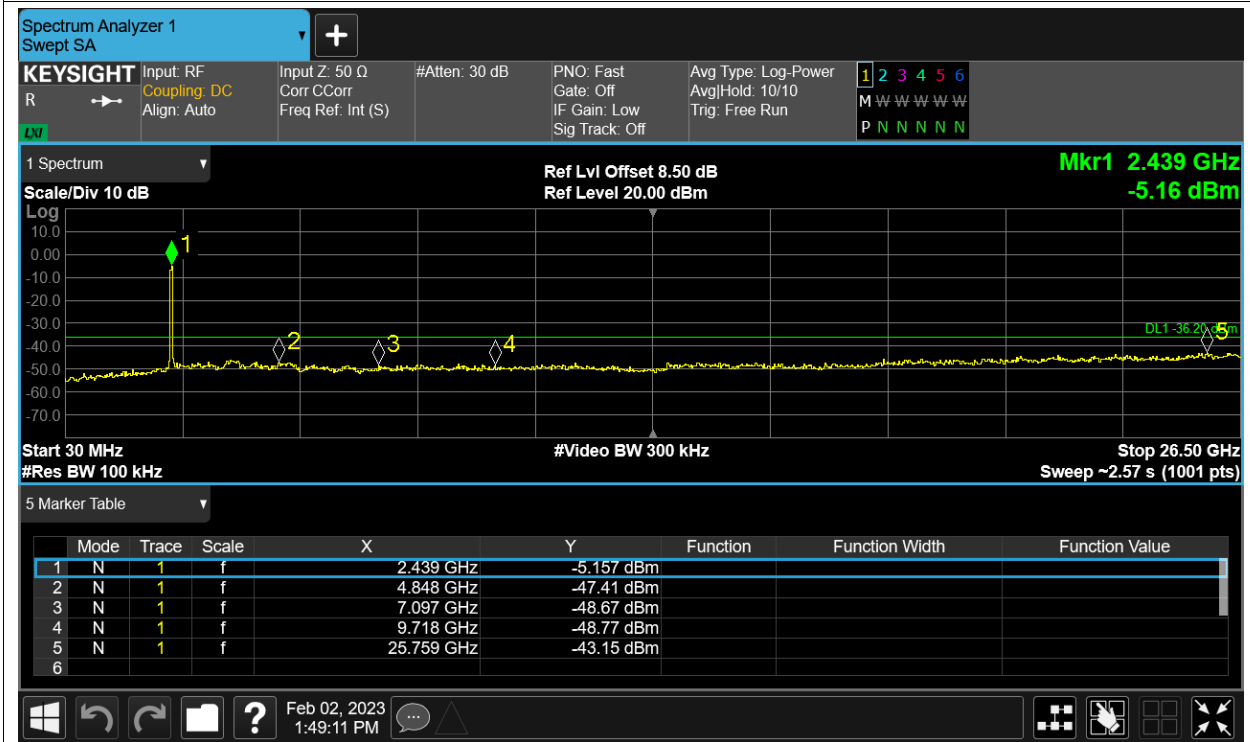 Spectrum Analyzer 1
Swept SA
KEYSIGHT
R
LXI
Input: RF
Coupling: DC
Align: Auto
Input Z: 50 Ω
Corr CCorr
Freq Ref: Int (S)
#Atten: 30 dB
PNO: Fast
Gate: Off
IF Gain: Low
Sig Track: Off
Avg Type: Log-Power
Avg|Hold: 10/10
Trig: Free Run
1 2 3 4 5 6
M W W W W W
P N N N N N
1 Spectrum
Scale/Div 10 dB
Ref Lvl Offset 8.50 dB
Ref Level 20.00 dBm
Mkr1 2.439 GHz
-5.16 dBm
Log
10.0
0.00
-10.0
-20.0
-30.0
-40.0
-50.0
-60.0
-70.0
1
2
3
4
5
DL1 -36.20 dBm
Start 30 MHz
#Res BW 100 kHz
#Video BW 300 kHz
Stop 26.50 GHz
Sweep ~2.57 s (1001 pts)
5 Marker Table
Mode Trace Scale X Y Function Function Width Function Value
1 N 1 f 2.439 GHz -5.157 dBm
2 N 1 f 4.848 GHz -47.41 dBm
3 N 1 f 7.097 GHz -48.67 dBm
4 N 1 f 9.718 GHz -48.77 dBm
5 N 1 f 25.759 GHz -43.15 dBm
6
?
Feb 02, 2023
1:49:11 PM